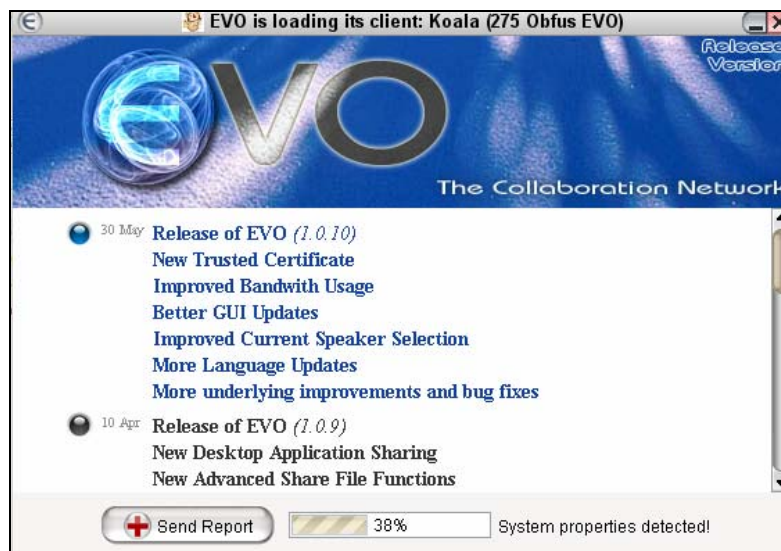 EVO is loading its client: Koala (275 Obfus EVO)
Release
Version
EVO
The Collaboration Network
30 May Release of EVO (1.0.10)
New Trusted Certificate
Improved Bandwith Usage
Better GUI Updates
Improved Current Speaker Selection
More Language Updates
More underlying improvements and bug fixes
10 Apr Release of EVO (1.0.9)
New Desktop Application Sharing
New Advanced Share File Functions
Send Report 38% System properties detected!